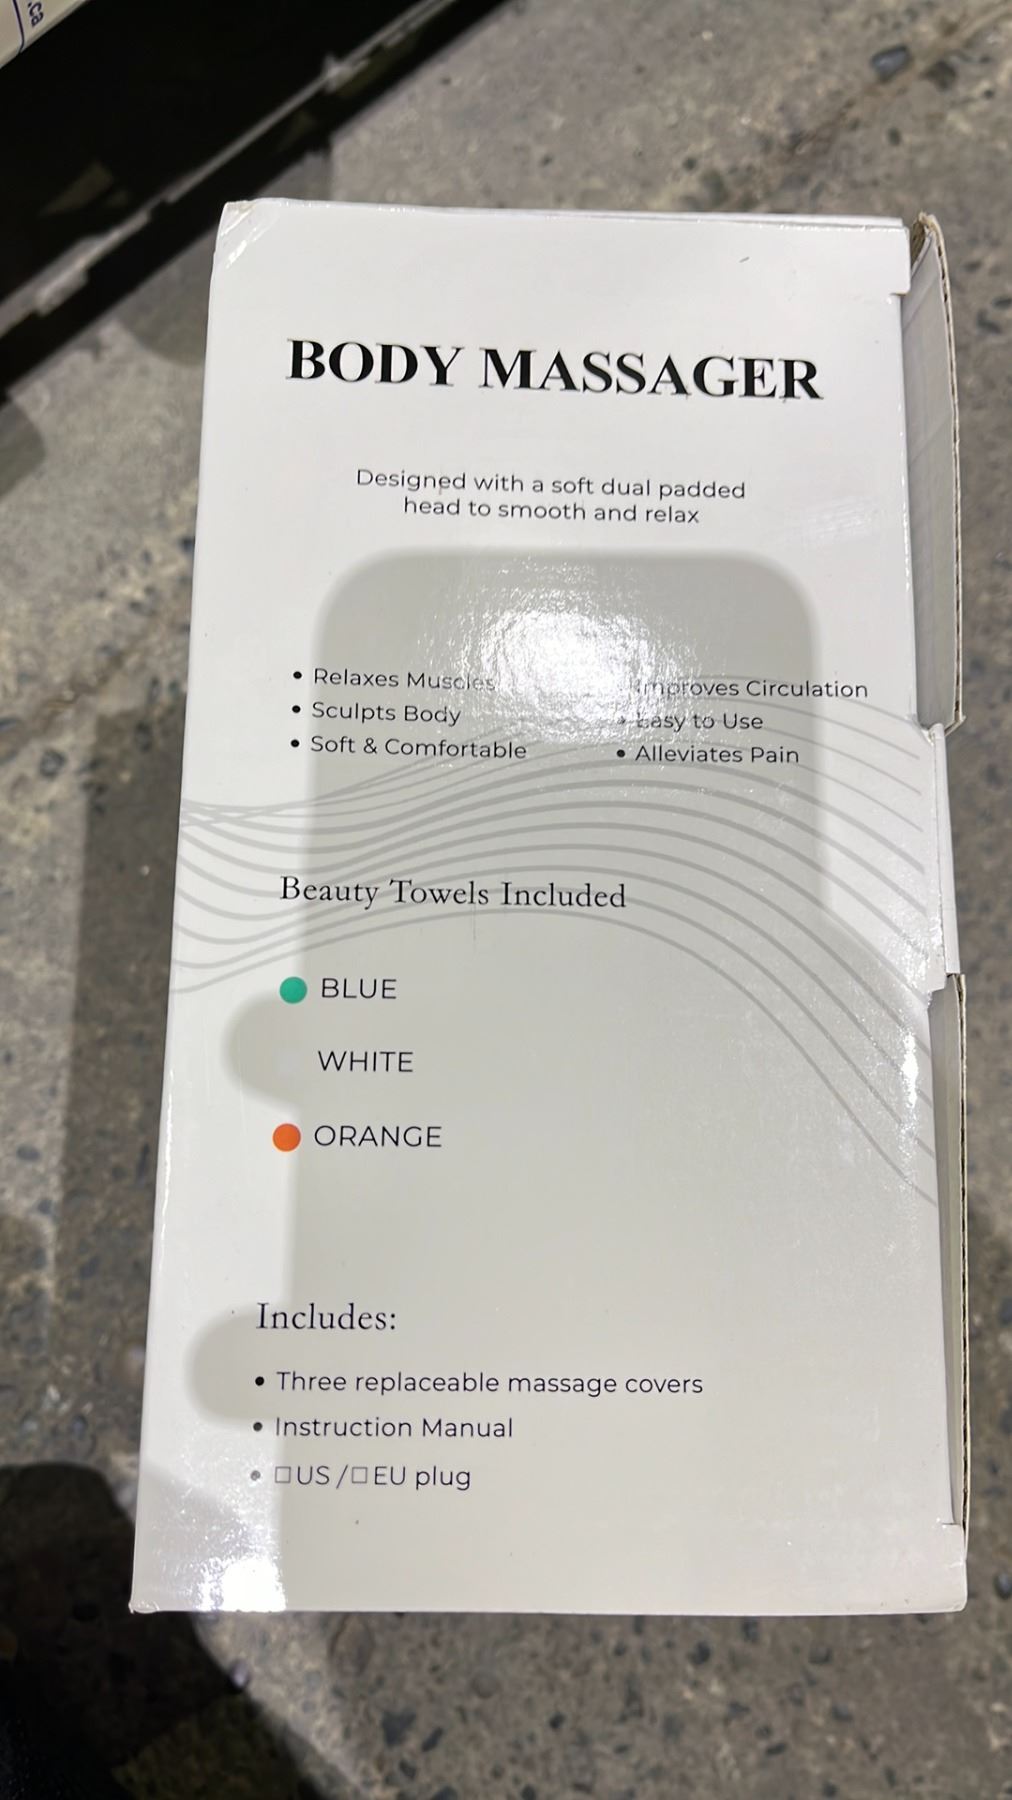 .ca
BODY MASSAGER
Designed with a soft dual padded
head to smooth and relax
• Relaxes Muscles
• Sculpts Body
• Soft & Comfortable
• Improves Circulation
• Easy to Use
• Alleviates Pain
Beauty Towels Included
BLUE
WHITE
ORANGE
Includes:
• Three replaceable massage covers
• Instruction Manual
• □US /□EU plug